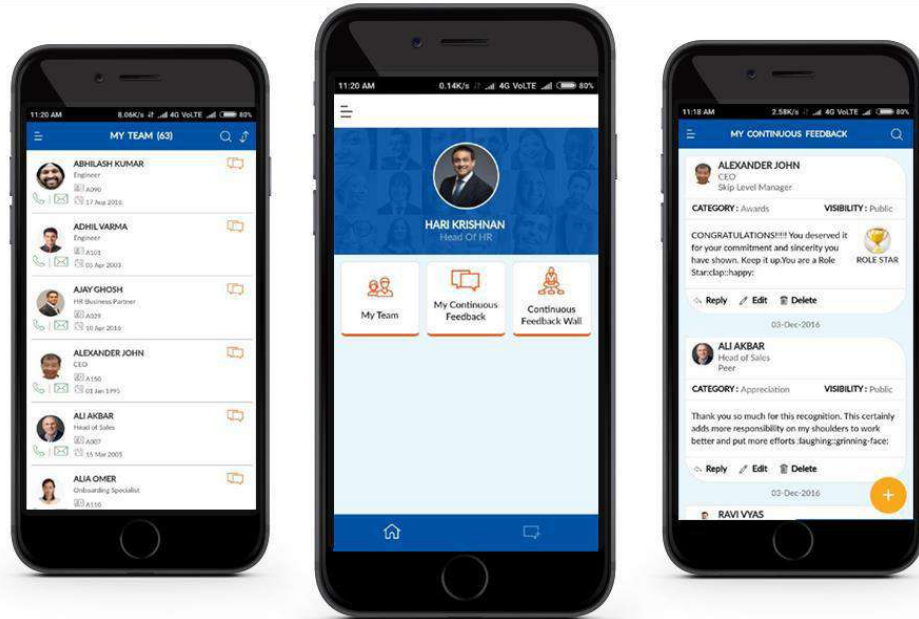 11:20 AM 8.06K/s 4G VoLTE 80%
MY TEAM (63)
ABHILASH KUMAR
Engineer
A090
17 Aug 2016
ADHIL VARMA
Engineer
A101
03 Apr 2003
AJAY GHOSH
HR Business Partner
A029
10 Apr 2016
ALEXANDER JOHN
CEO
A150
01 Jan 1995
ALI AKBAR
Head of Sales
A007
15 Mar 2005
ALIA OMER
Onboarding Specialist
A110
11:20 AM 0.14K/s 4G VoLTE 80%
HARI KRISHNAN
Head Of HR
My Team
My Continuous
Feedback
Continuous
Feedback Wall
11:18 AM 2.58K/s 4G VoLTE 80%
MY CONTINUOUS FEEDBACK
ALEXANDER JOHN
CEO
Skip Level Manager
CATEGORY : Awards VISIBILITY : Public
CONGRATULATIONS!!!!! You deserved it
for your commitment and sincerity you
have shown. Keep it up.You are a Role
Star:clap::happy:
ROLE STAR
Reply Edit Delete
03-Dec-2016
ALI AKBAR
Head of Sales
Peer
CATEGORY : Appreciation VISIBILITY : Public
Thank you so much for this recognition. This certainly
adds more responsibility on my shoulders to work
better and put more efforts :laughing::grinning-face:
Reply Edit Delete
03-Dec-2016
RAVI VYAS